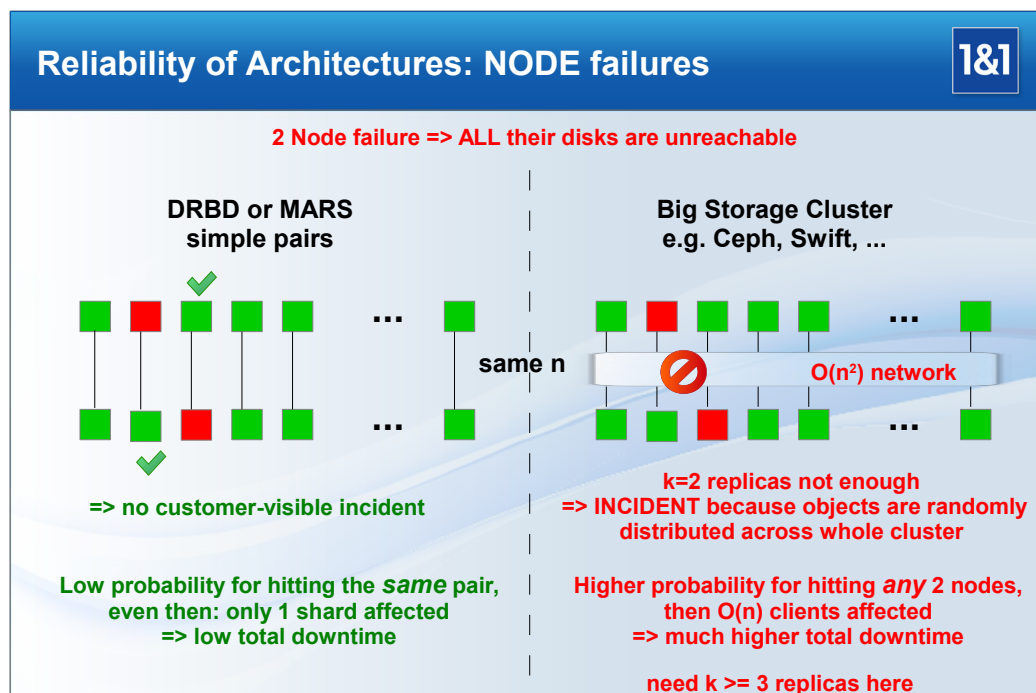 Reliability of Architectures: NODE failures
1&1
2 Node failure => ALL their disks are unreachable
DRBD or MARS
simple pairs
Big Storage Cluster
e.g. Ceph, Swift, ...
...
...
same n
O(n²) network
...
...
=> no customer-visible incident
k=2 replicas not enough
=> INCIDENT because objects are randomly
distributed across whole cluster
Low probability for hitting the same pair,
even then: only 1 shard affected
=> low total downtime
Higher probability for hitting any 2 nodes,
then O(n) clients affected
=> much higher total downtime
need k >= 3 replicas here